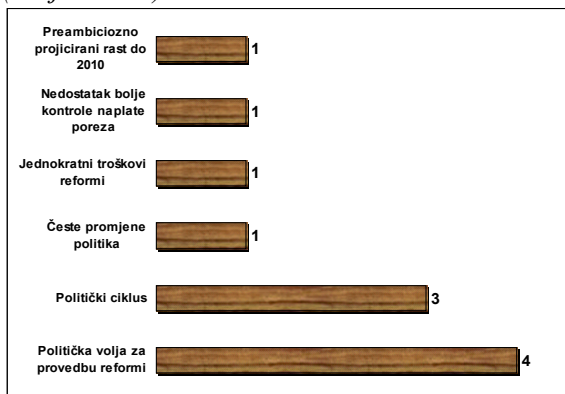 Preambiciozno
projicirani rast do
2010
1
Nedostatak bolje
kontrole naplate
poreza
1
Jednokratni troškovi
reformi
1
Česte promjene
politika
1
Politički ciklus
3
Politička volja za
provedbu reformi
4